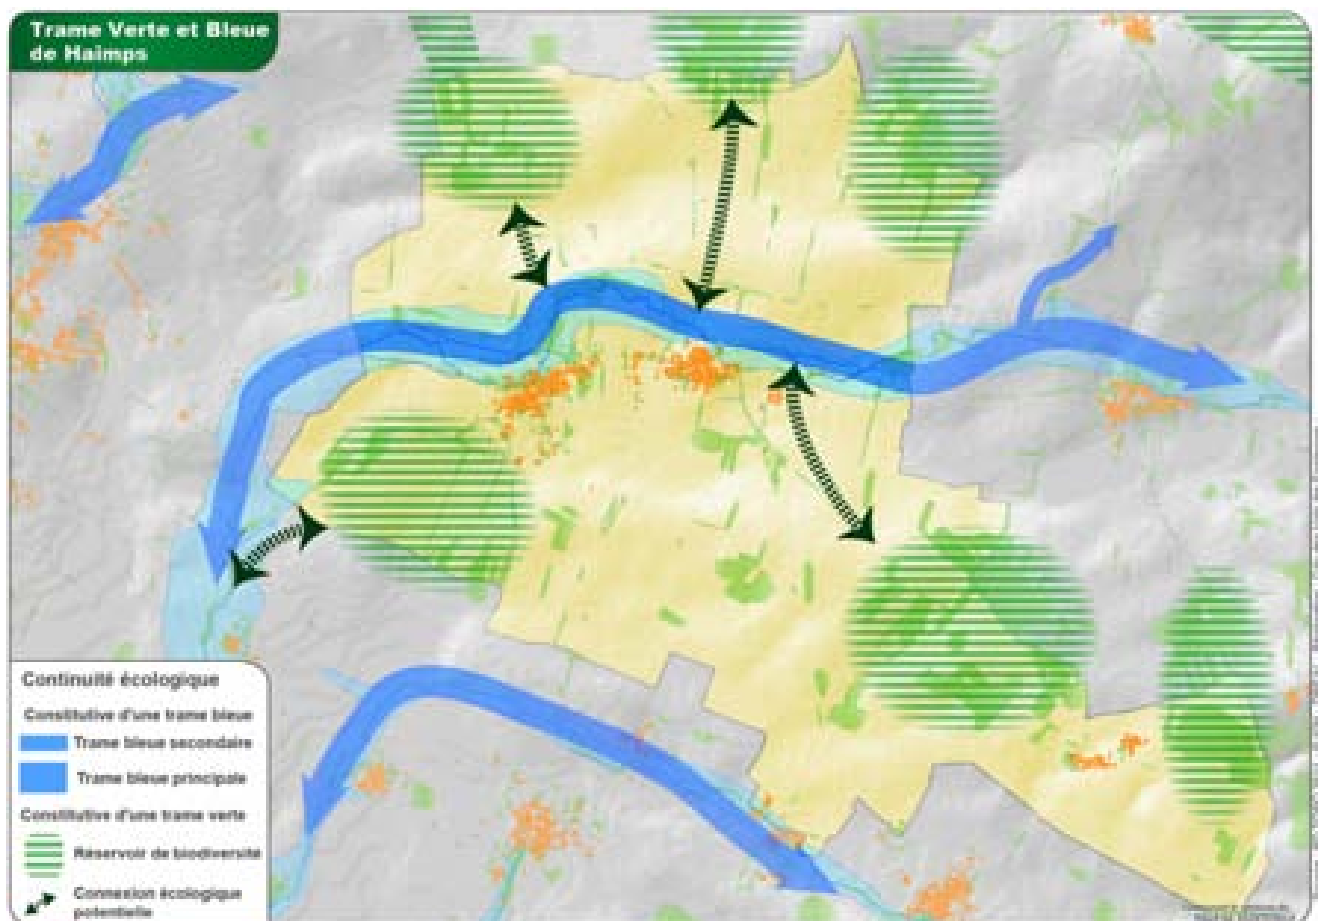 Trame Verte et Bleue
de Haimps
Continuité écologique
Constitutive d'une trame bleue
Trame bleue secondaire
Trame bleue principale
Constitutive d'une trame verte
Réservoir de biodiversité
Connexion écologique
potentielle